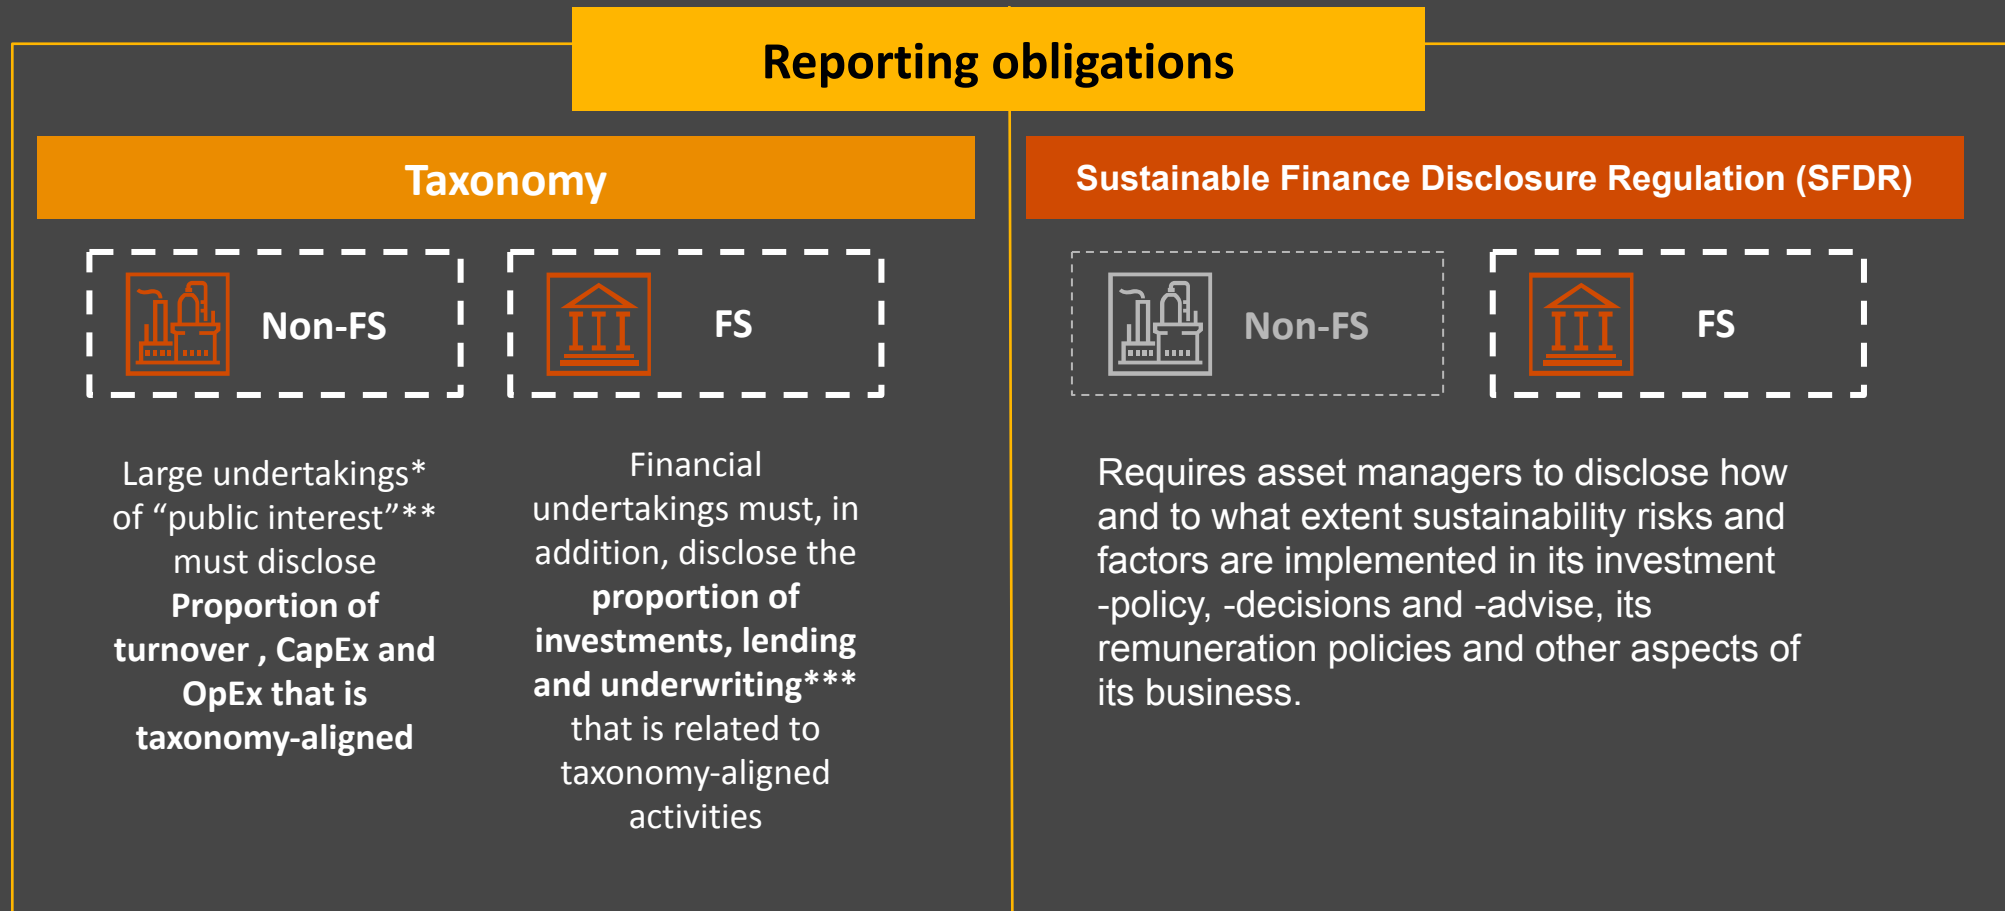 Reporting obligations
Taxonomy
Non-FS
FS
Large undertakings*
of “public interest”**
must disclose
Proportion of
turnover , CapEx and
OpEx that is
taxonomy-aligned
Financial
undertakings must, in
addition, disclose the
proportion of
investments, lending
and underwriting***
that is related to
taxonomy-aligned
activities
Sustainable Finance Disclosure Regulation (SFDR)
Non-FS
FS
Requires asset managers to disclose how
and to what extent sustainability risks and
factors are implemented in its investment
-policy, -decisions and -advise, its
remuneration policies and other aspects of
its business.